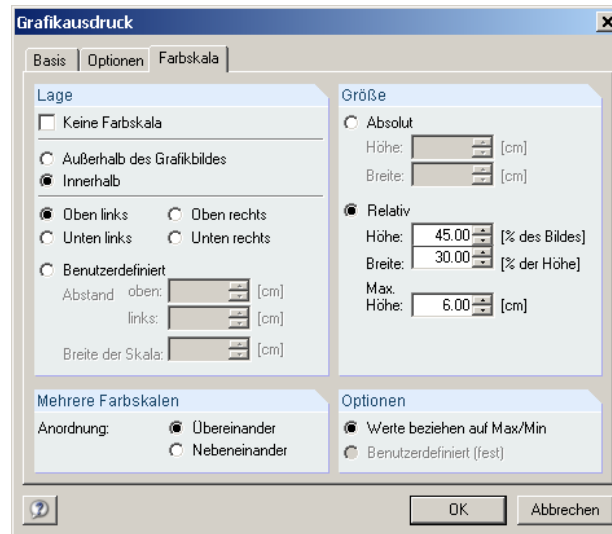 Grafikausdruck
Basis Optionen Farbskala
Lage
Keine Farbskala
Außerhalb des Grafikbildes
Innerhalb
Oben links Oben rechts
Unten links Unten rechts
Benutzerdefiniert
Abstand oben: [cm]
links: [cm]
Breite der Skala: [cm]
Größe
Absolut
Höhe: [cm]
Breite: [cm]
Relativ
Höhe: 45.00 [% des Bildes]
Breite: 30.00 [% der Höhe]
Max.
Höhe: 6.00 [cm]
Mehrere Farbskalen
Anordnung: Übereinander
Nebeneinander
Optionen
Werte beziehen auf Max/Min
Benutzerdefiniert (fest)
OK Abbrechen